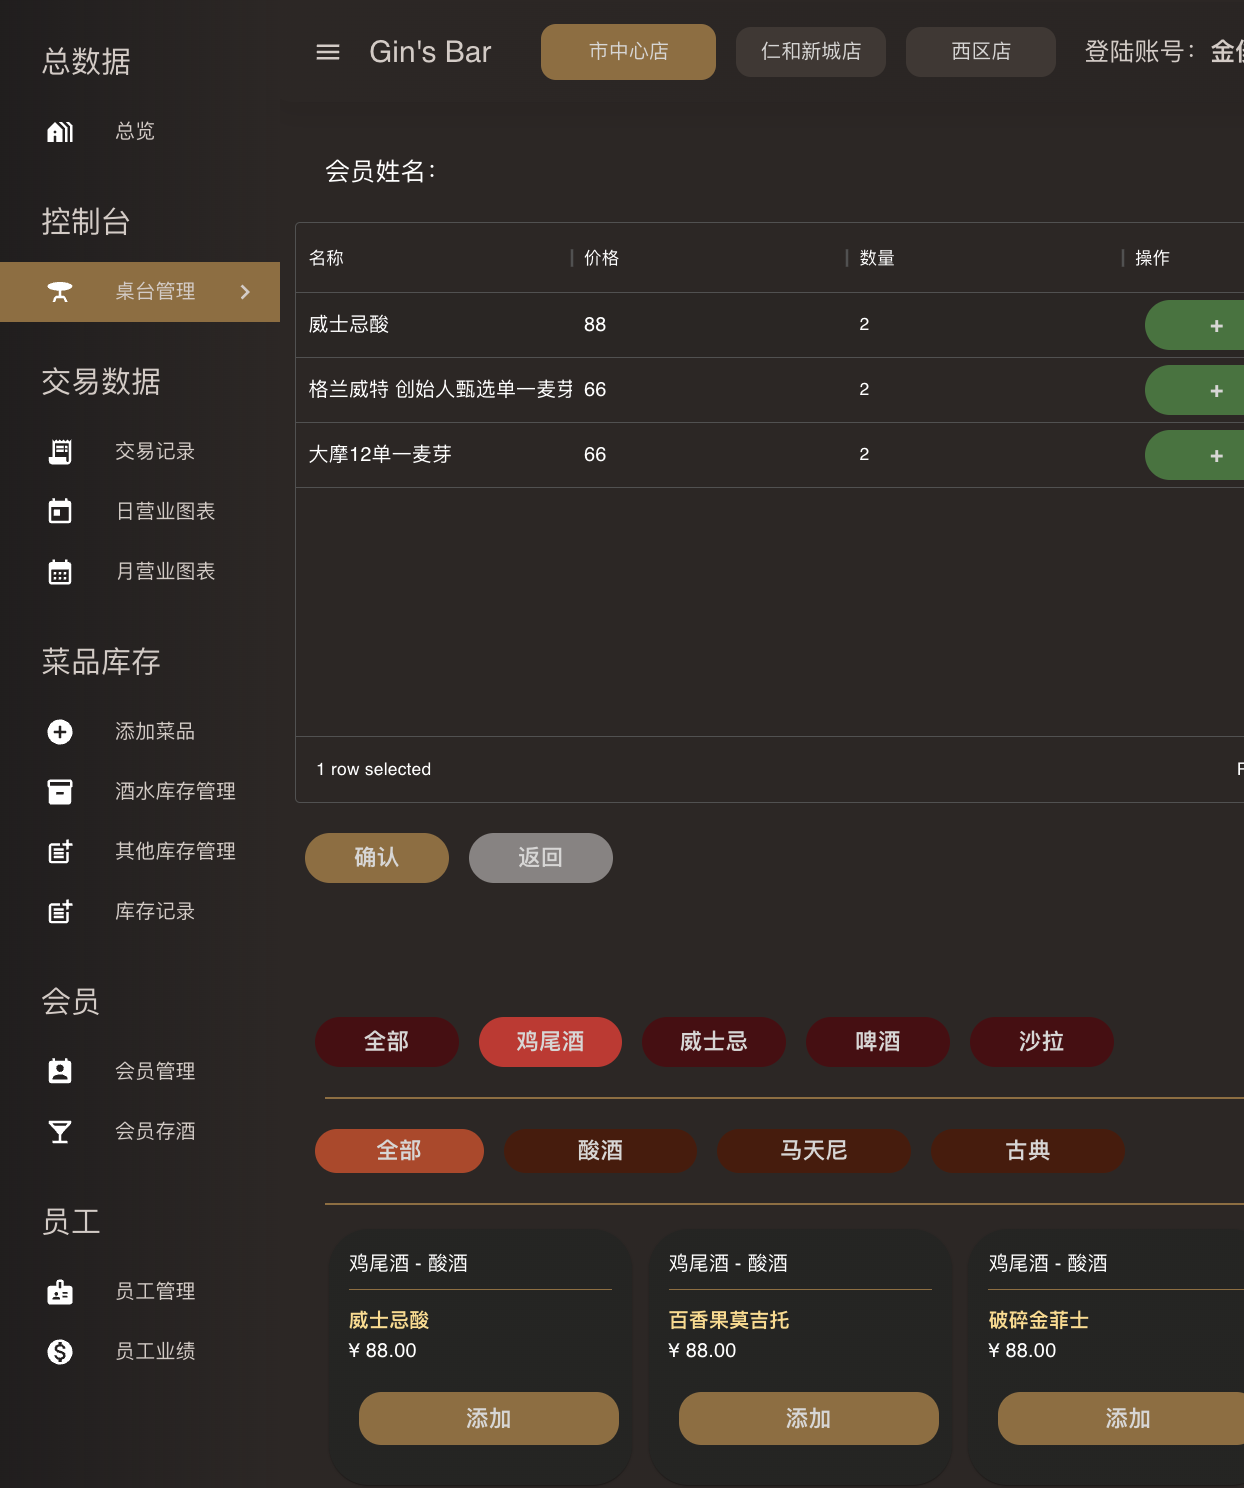 总数据
总览
控制台
桌台管理
交易数据
交易记录
日营业图表
月营业图表
菜品库存
添加菜品
酒水库存管理
其他库存管理
库存记录
会员
会员管理
会员存酒
员工
员工管理
员工业绩
Gin's Bar 市中心店 仁和新城店 西区店 登陆账号：金
会员姓名：
名称 价格 数量 操作
威士忌酸 88 2 +
格兰威特 创始人甄选单一麦芽 66 2 +
大摩12单一麦芽 66 2 +
1 row selected
确认 返回
全部 鸡尾酒 威士忌 啤酒 沙拉
全部 酸酒 马天尼 古典
鸡尾酒 - 酸酒
威士忌酸
¥ 88.00
添加
鸡尾酒 - 酸酒
百香果莫吉托
¥ 88.00
添加
鸡尾酒 - 酸酒
破碎金菲士
¥ 88.00
添加